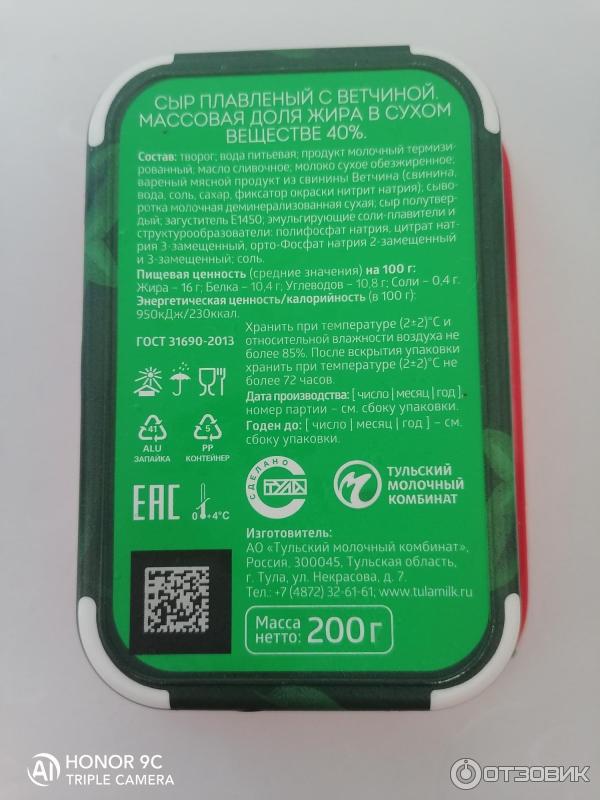 СЫР ПЛАВЛЕНЫЙ С ВЕТЧИНОЙ.
МАССОВАЯ ДОЛЯ ЖИРА В СУХОМ
ВЕЩЕСТВЕ 40%.
Состав: творог; вода питьевая; продукт молочный термизи-
рованный; масло сливочное; молоко сухое обезжиренное;
вареный мясной продукт из свинины Ветчина (свинина,
вода, соль, сахар, фиксатор окраски нитрит натрия); сыво-
ротка молочная деминерализованная сухая; сыр полутвер-
дый; загуститель Е1450; эмульгирующие соли-плавители и
структурообразователи: полифосфат натрия, цитрат нат-
рия 3-замещенный, орто-Фосфат натрия 2-замещенный
и 3-замещенный; соль.
Пищевая ценность (средние значения) на 100 г:
Жира – 16 г; Белка – 10,4 г; Углеводов – 10,8 г; Соли – 0,4 г.
Энергетическая ценность/калорийность (в 100 г):
950кДж/230ккал.
ГОСТ 31690-2013
Хранить при температуре (2±2)°С и
относительной влажности воздуха не
более 85%. После вскрытия упаковки
хранить при температуре (2±2)°С не
более 72 часов.
Дата производства: [ число | месяц | год ],
номер партии – см. сбоку упаковки.
Годен до: [ число | месяц | год ] – см.
сбоку упаковки.
41
ALU
ЗАПАЙКА
5
PP
КОНТЕЙНЕР
ЕАС
0 +4°С
СДЕЛАНО
ТУЛА
ТУЛЬСКИЙ
МОЛОЧНЫЙ
КОМБИНАТ
Изготовитель:
АО «Тульский молочный комбинат»,
Россия, 300045, Тульская область,
г. Тула, ул. Некрасова, д. 7.
Тел.: +7 (4872) 32-61-61; www.tulamilk.ru
Масса
нетто: 200 г
AI HONOR 9C
TRIPLE CAMERA
ОТЗОВИК